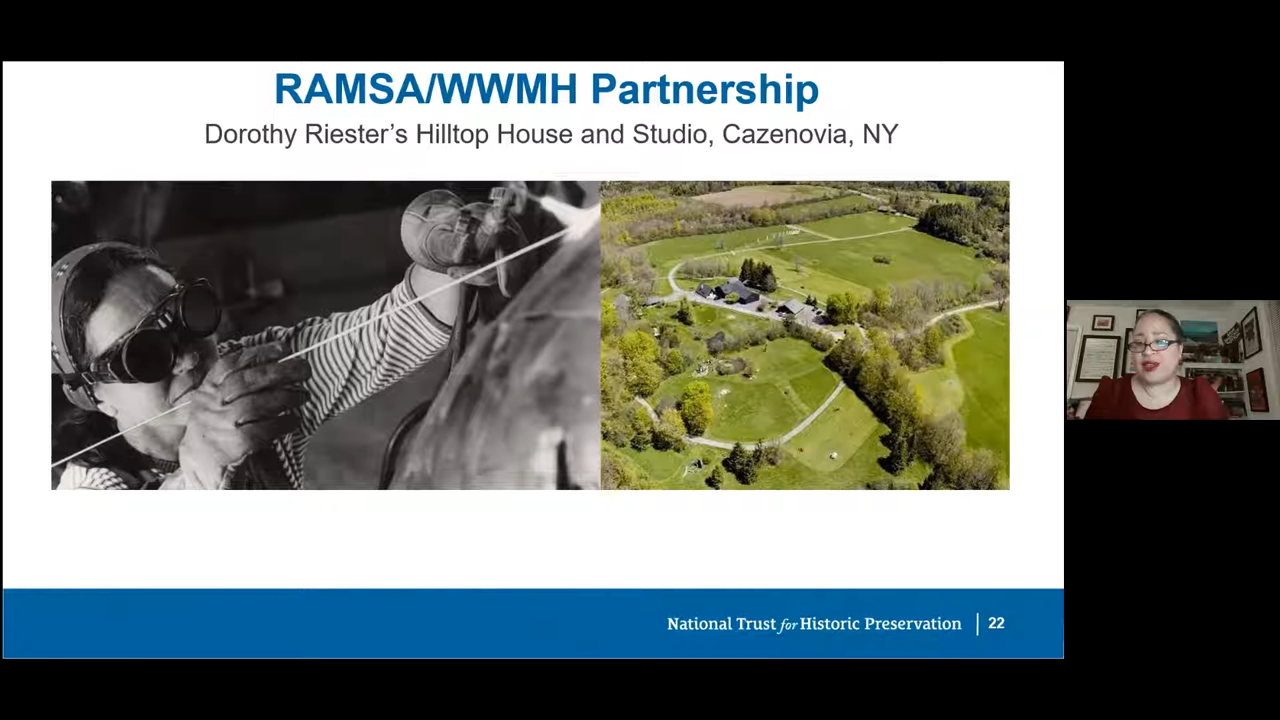 RAMSA/WWMH Partnership
Dorothy Riester’s Hilltop House and Studio, Cazenovia, NY
National Trust for Historic Preservation | 22